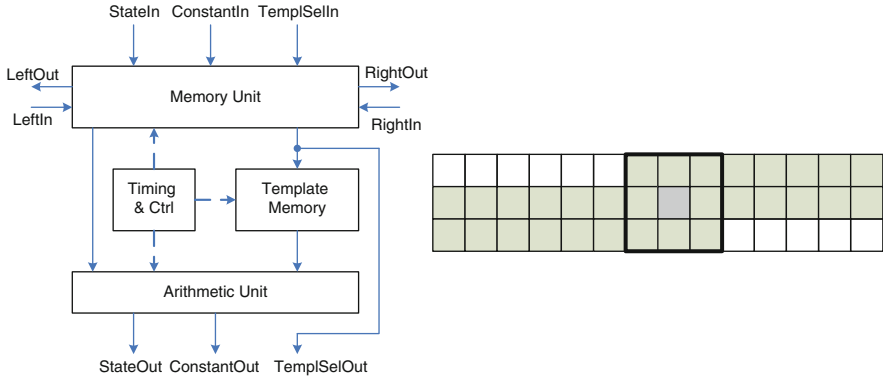 StateIn ConstantIn TemplSelIn
LeftOut
RightOut
Memory Unit
LeftIn
RightIn
Timing
& Ctrl
Template
Memory
Arithmetic Unit
StateOut ConstantOut TemplSelOut